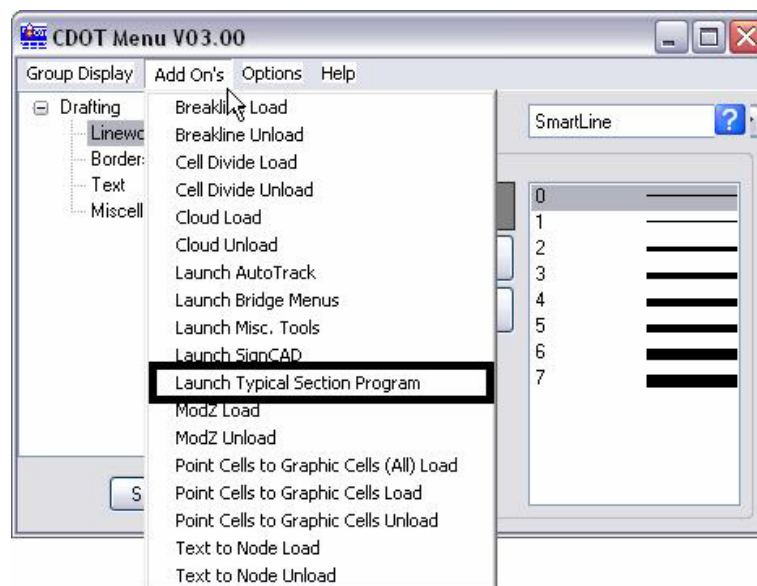 CDOT Menu V03.00
Group Display Add On's Options Help
Drafting
Text
Breakline Load
Breakline Unload
Cell Divide Load
Cell Divide Unload
Cloud Load
Cloud Unload
Launch AutoTrack
Launch Bridge Menus
Launch Misc. Tools
Launch SignCAD
Launch Typical Section Program
ModZ Load
ModZ Unload
Point Cells to Graphic Cells (All) Load
Point Cells to Graphic Cells Load
Point Cells to Graphic Cells Unload
Text to Node Load
Text to Node Unload
SmartLine ?
0
1
2
3
4
5
6
7